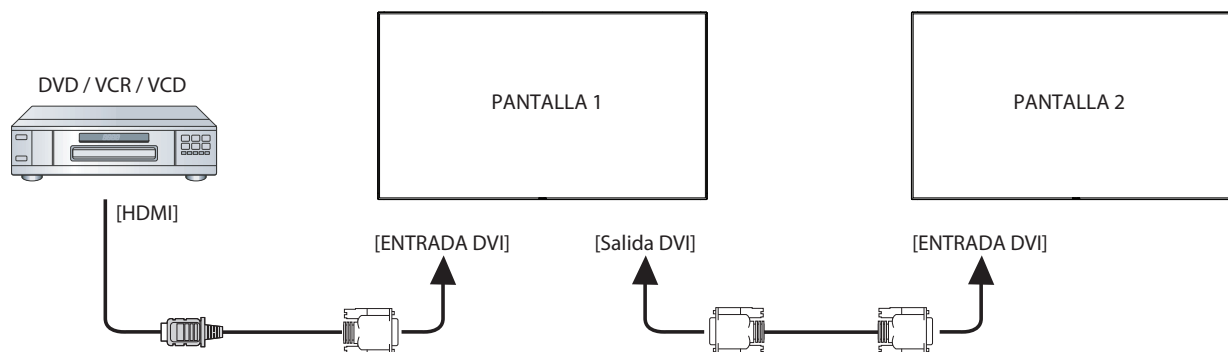 DVD / VCR / VCD
PANTALLA 1
PANTALLA 2
[HDMI]
[ENTRADA DVI]
[Salida DVI]
[ENTRADA DVI]